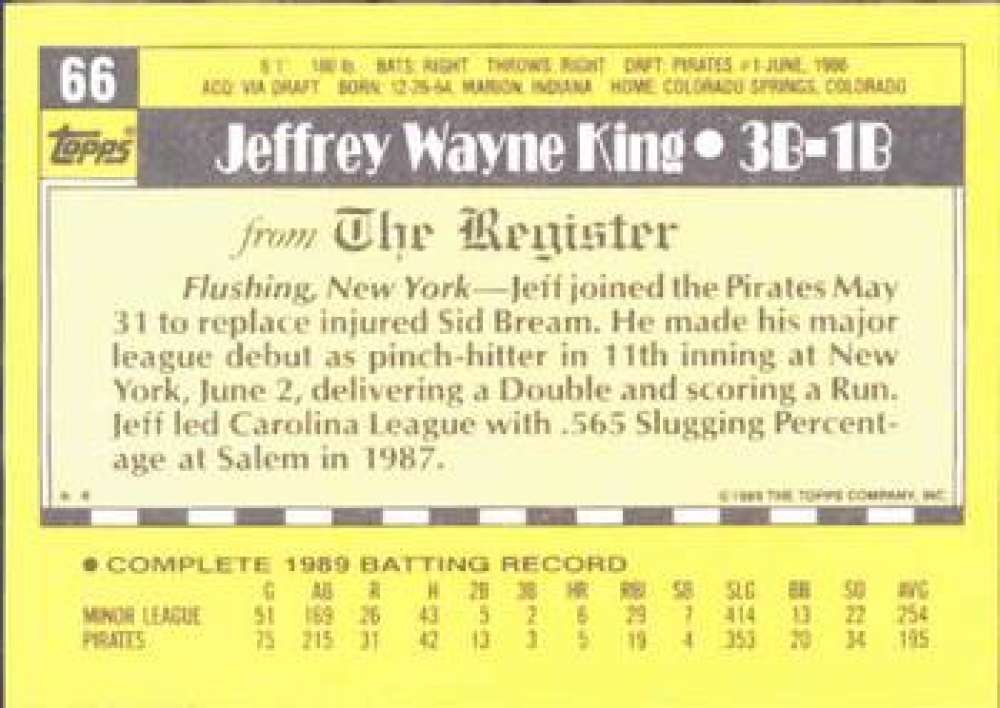 66
6'1" 180 lb. BATS: RIGHT THROWS: RIGHT DRAFT: PIRATES #1-JUNE, 1986
ACQ: VIA DRAFT BORN: 12-26-64, MARION, INDIANA HOME: COLORADO SPRINGS, COLORADO
topps
Jeffrey Wayne King • 3B-1B
from The Register
Flushing, New York—Jeff joined the Pirates May
31 to replace injured Sid Bream. He made his major
league debut as pinch-hitter in 11th inning at New
York, June 2, delivering a Double and scoring a Run.
Jeff led Carolina League with .565 Slugging Percent-
age at Salem in 1987.
* * © 1989 THE TOPPS COMPANY, INC.
• COMPLETE 1989 BATTING RECORD
G AB R H 2B 3B HR RBI SB SLG BB SO AVG
MINOR LEAGUE 51 169 26 43 5 2 6 29 7 .414 13 22 .254
PIRATES 75 215 31 42 13 3 5 19 4 .353 20 34 .195